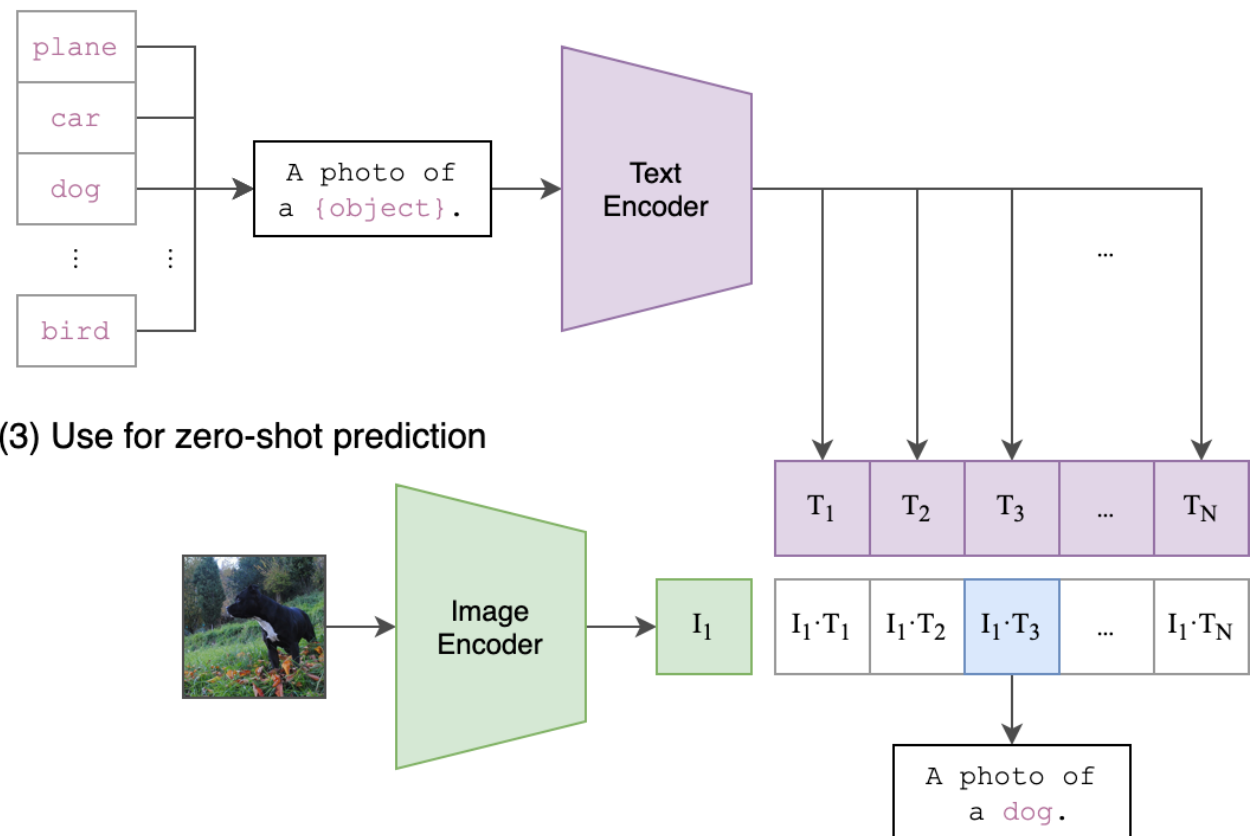 plane
car
dog
⋮ ⋮
bird
A photo of
a {object}.
Text
Encoder
...
(3) Use for zero-shot prediction
Image
Encoder
I1
T1 T2 T3 ... TN
I1·T1 I1·T2 I1·T3 ... I1·TN
A photo of
a dog.